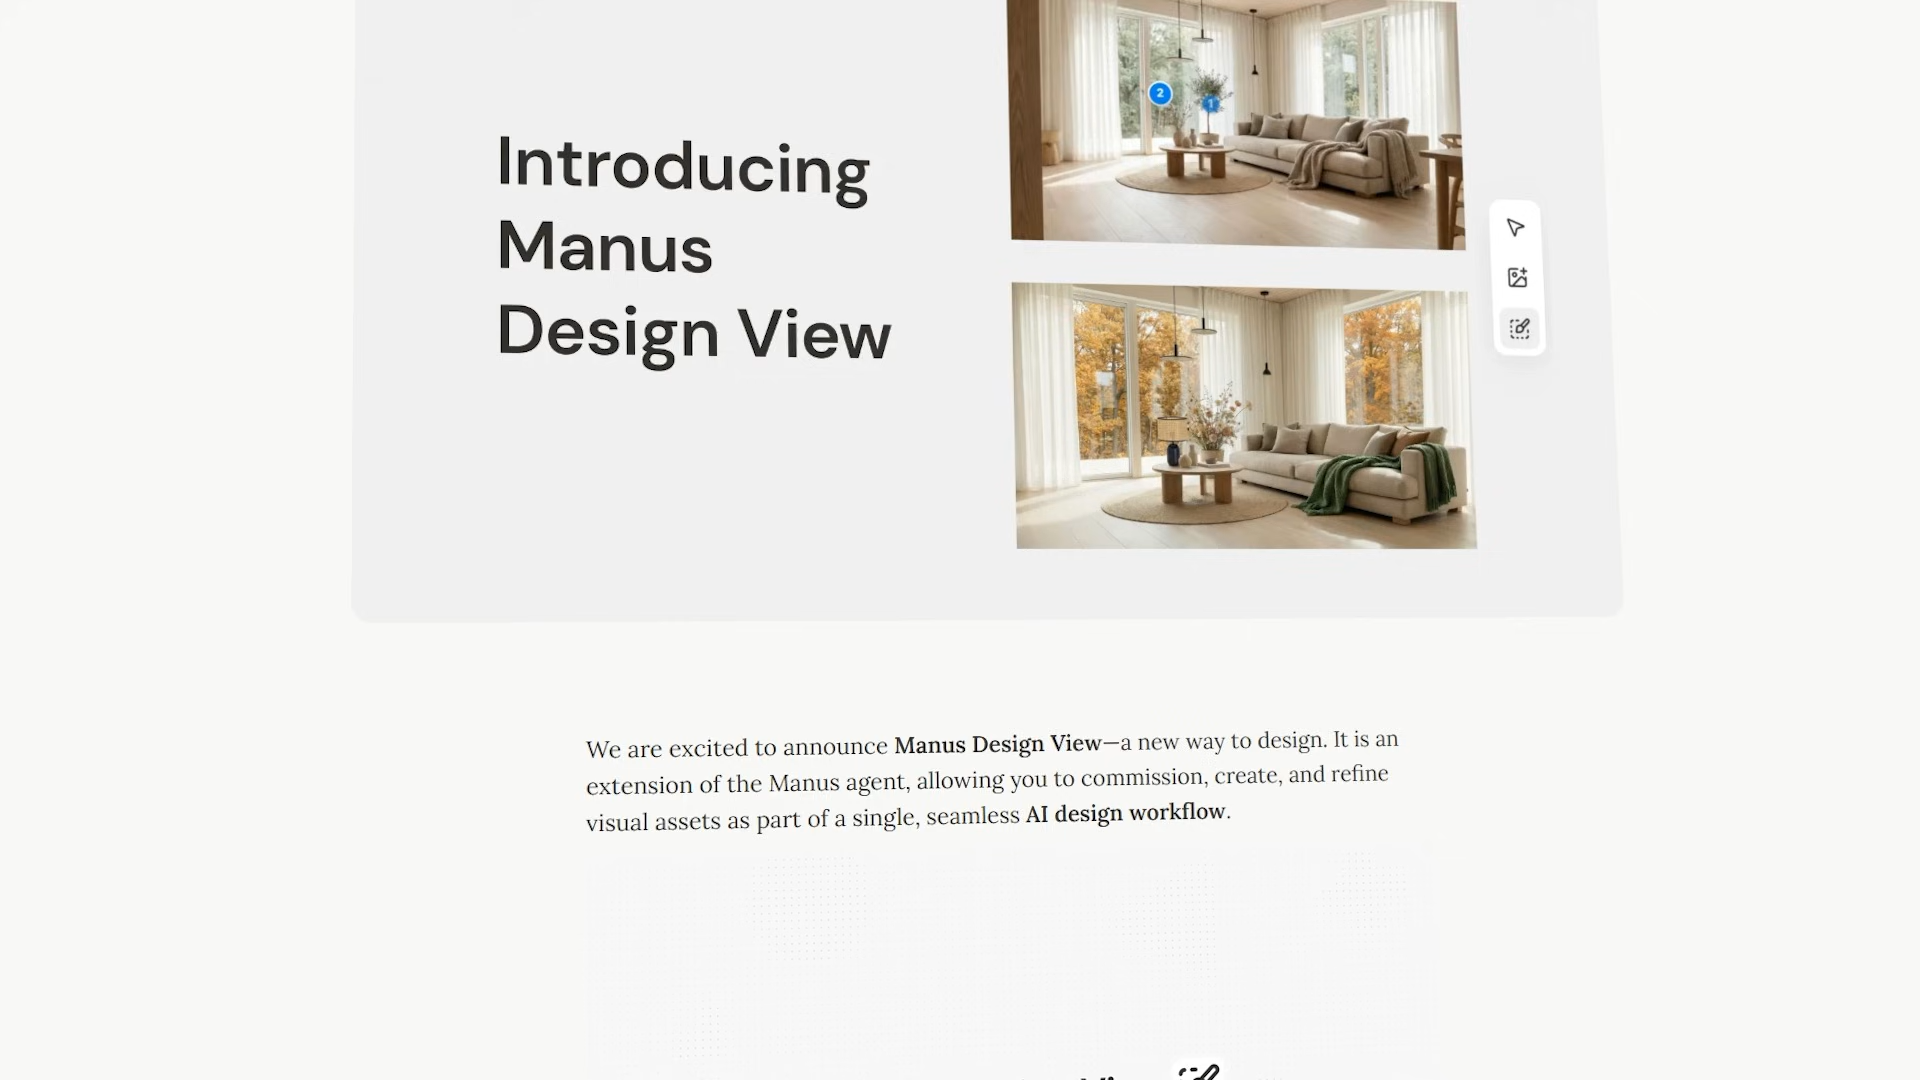 Introducing
Manus
Design View
2
1
We are excited to announce Manus Design View—a new way to design. It is an
extension of the Manus agent, allowing you to commission, create, and refine
visual assets as part of a single, seamless AI design workflow.